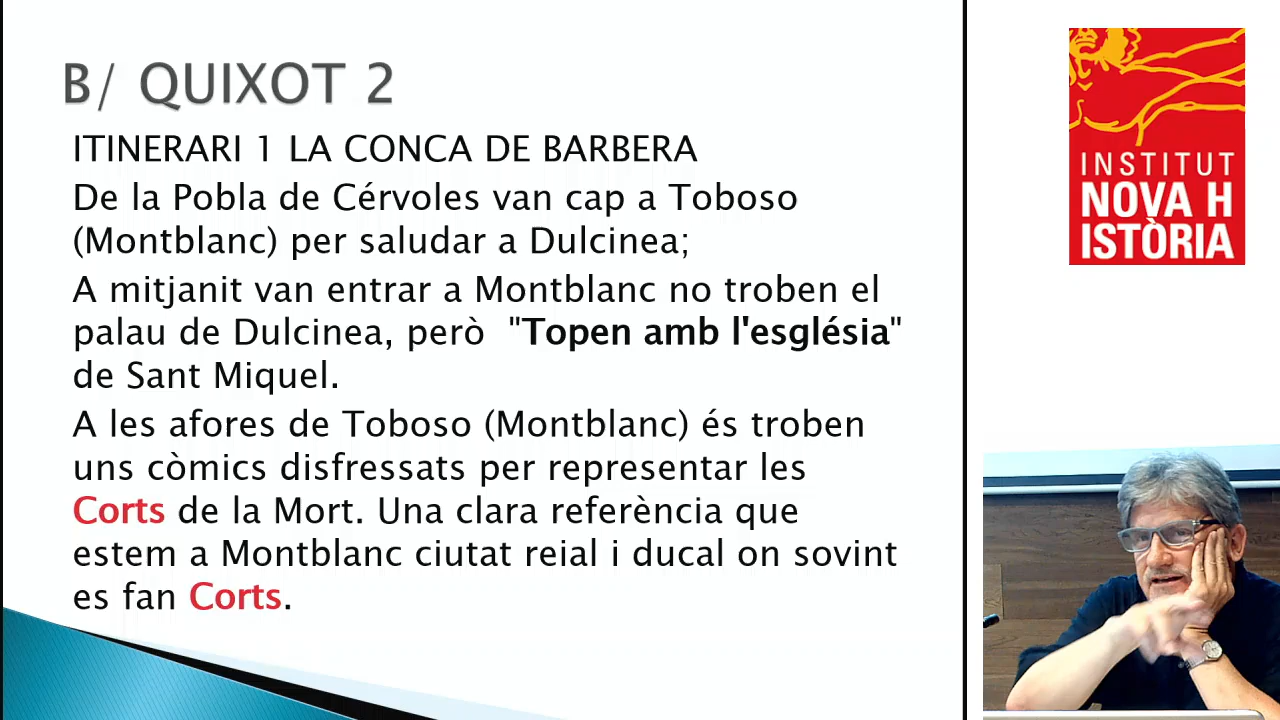 B/ QUIXOT 2
ITINERARI 1 LA CONCA DE BARBERA
De la Pobla de Cérvoles van cap a Toboso
(Montblanc) per saludar a Dulcinea;
A mitjanit van entrar a Montblanc no troben el
palau de Dulcinea, però "Topen amb l'església"
de Sant Miquel.
A les afores de Toboso (Montblanc) és troben
uns còmics disfressats per representar les
Corts de la Mort. Una clara referència que
estem a Montblanc ciutat reial i ducal on sovint
es fan Corts.
INSTITUT
NOVA H
ISTÒRIA